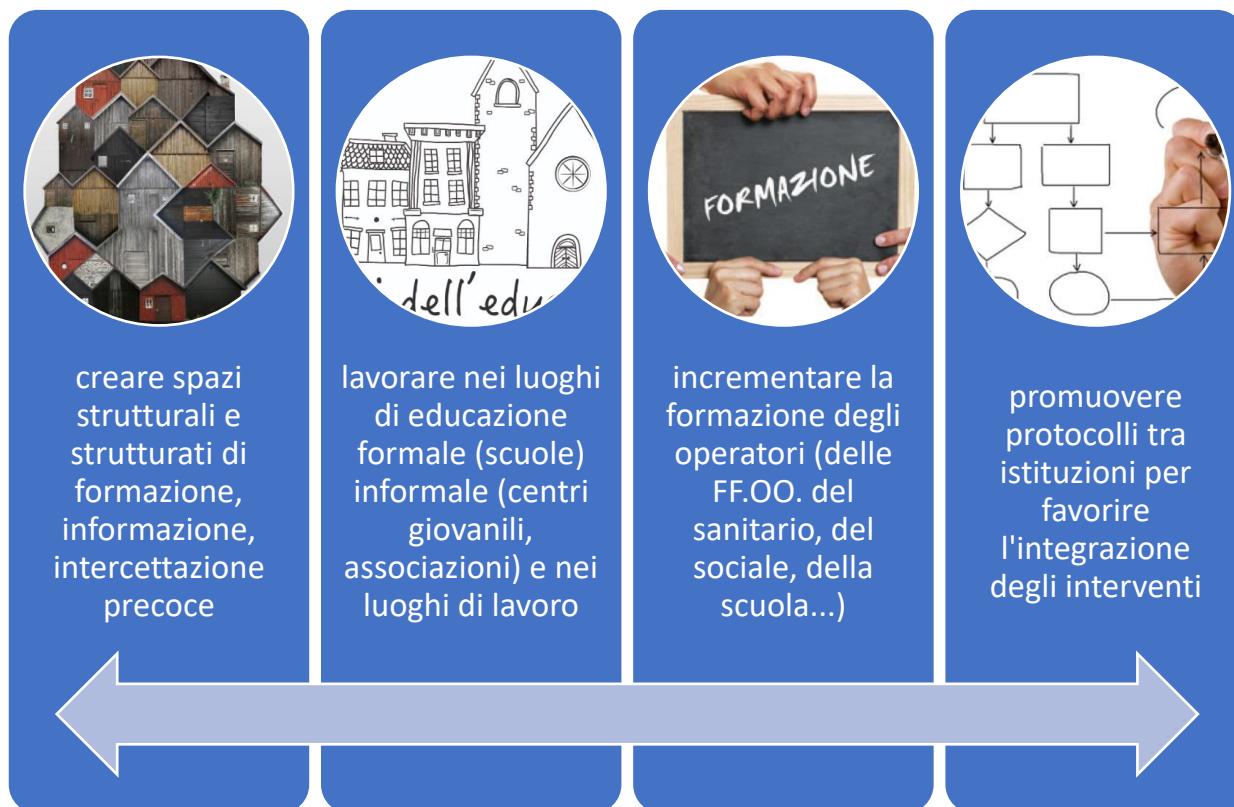 dell'edu
FORMAZIONE
creare spazi
strutturali e
strutturati di
formazione,
informazione,
intercettazione
precoce
lavorare nei luoghi
di educazione
formale (scuole)
informale (centri
giovanili,
associazioni) e nei
luoghi di lavoro
incrementare la
formazione degli
operatori (delle
FF.OO. del
sanitario, del
sociale, della
scuola...)
promuovere
protocolli tra
istituzioni per
favorire
l'integrazione
degli interventi